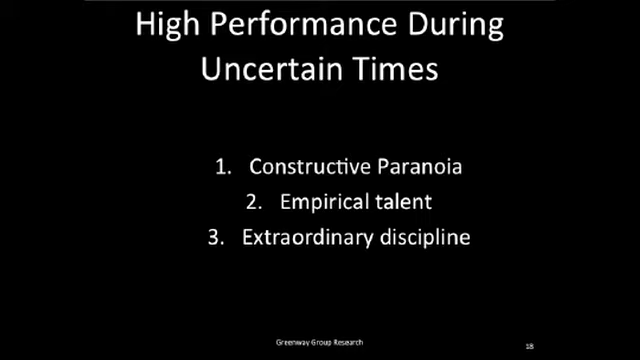 High Performance During
Uncertain Times
1. Constructive Paranoia
2. Empirical talent
3. Extraordinary discipline
Greenway Group Research
18